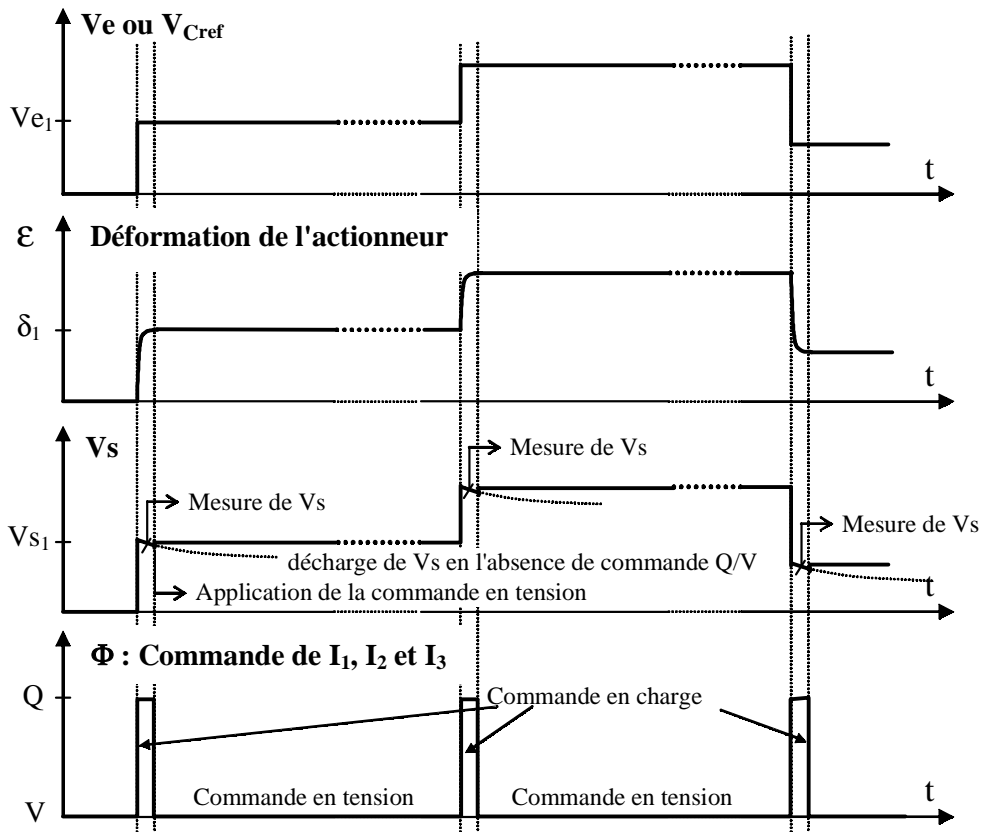 Ve ou V_Cref
Ve₁
t
ε
Déformation de l'actionneur
δ₁
t
Vs
Mesure de Vs
Mesure de Vs
Mesure de Vs
Vs₁
décharge de Vs en l'absence de commande Q/V
Application de la commande en tension
t
Φ : Commande de I₁, I₂ et I₃
Q
Commande en charge
Commande en tension
Commande en tension
V
t